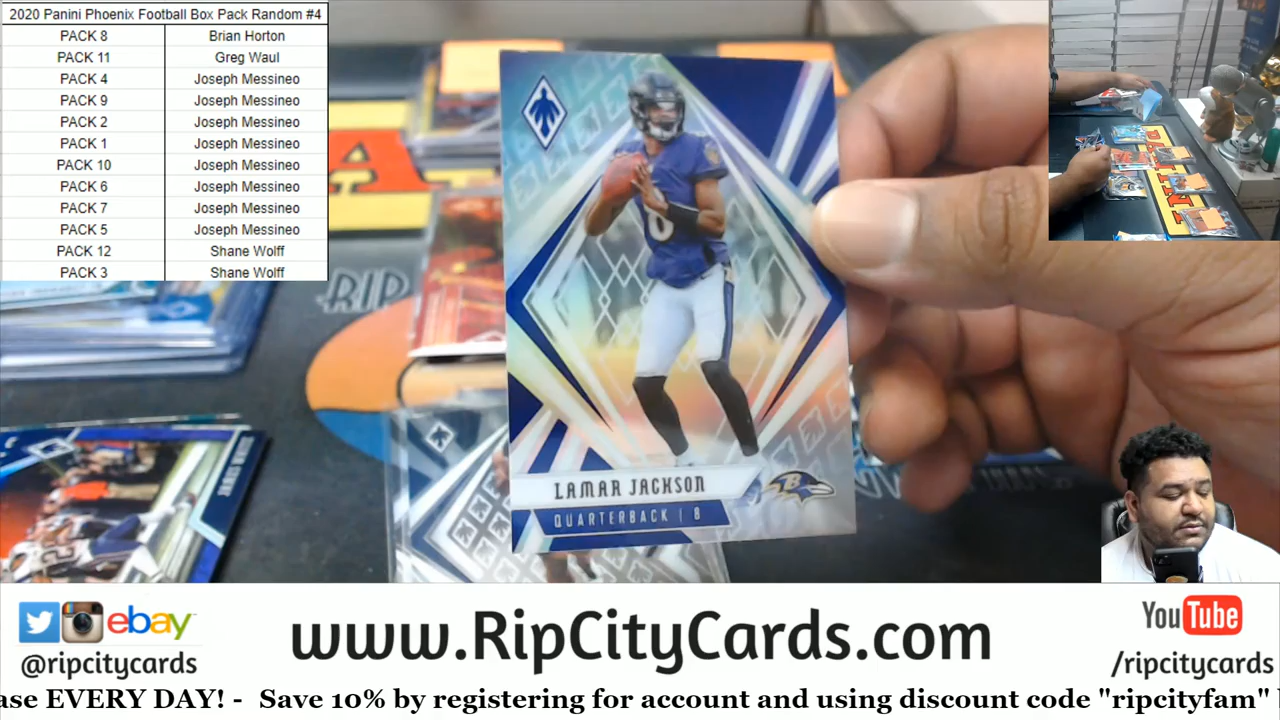 2020 Panini Phoenix Football Box Pack Random #4
PACK 8 Brian Horton
PACK 11 Greg Waul
PACK 4 Joseph Messineo
PACK 9 Joseph Messineo
PACK 2 Joseph Messineo
PACK 1 Joseph Messineo
PACK 10 Joseph Messineo
PACK 6 Joseph Messineo
PACK 7 Joseph Messineo
PACK 5 Joseph Messineo
PACK 12 Shane Wolff
PACK 3 Shane Wolff
RIP
8
LAMAR JACKSON
B
QUARTERBACK | 8
ebay
@ripcitycards
www.RipCityCards.com
YouTube
/ripcitycards
ase EVERY DAY! - Save 10% by registering for account and using discount code "ripcityfam"